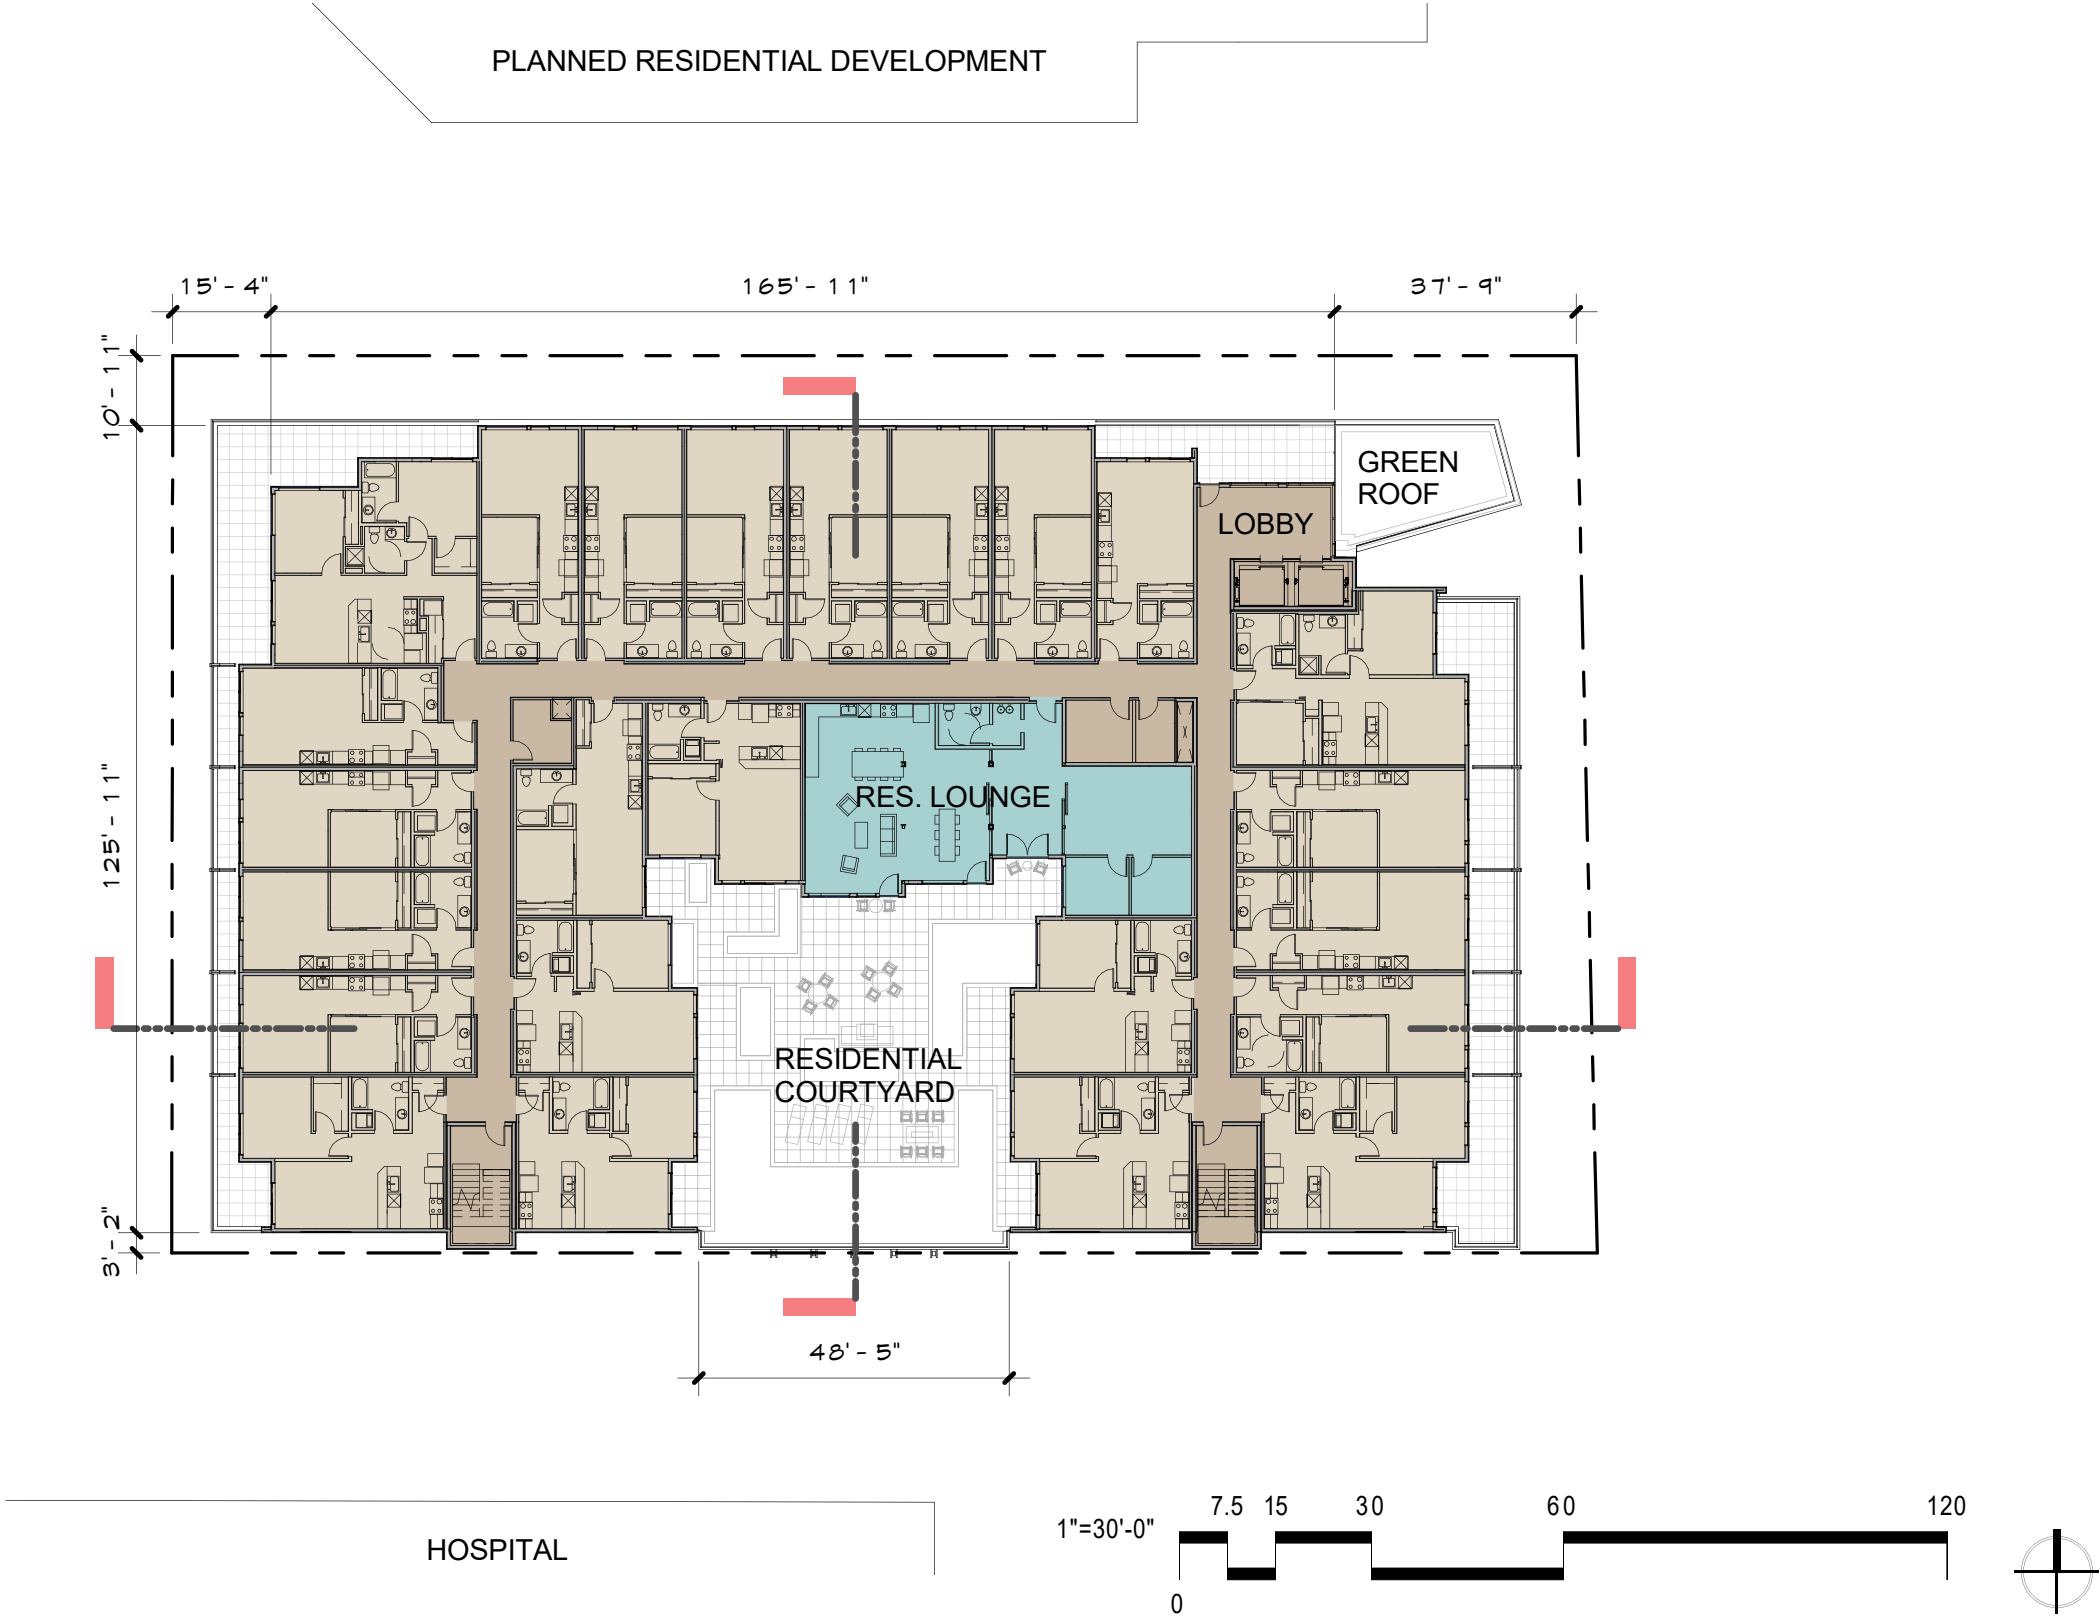 PLANNED RESIDENTIAL DEVELOPMENT
15'- 4"
165'- 11"
37'- 9"
10'- 11"
GREEN
ROOF
LOBBY
125'- 11"
RES. LOUNGE
RESIDENTIAL
COURTYARD
3'- 2"
48'- 5"
HOSPITAL
1"=30'-0"
7.5 15 30 60 120
0